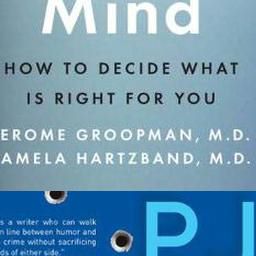 Mind
HOW TO DECIDE WHAT
IS RIGHT FOR YOU
EROME GROOPMAN, M.D.
AMELA HARTZBAND, M.D.
s a writer who can walk
n line between humor and
crime without sacrificing
ds of either side."
P